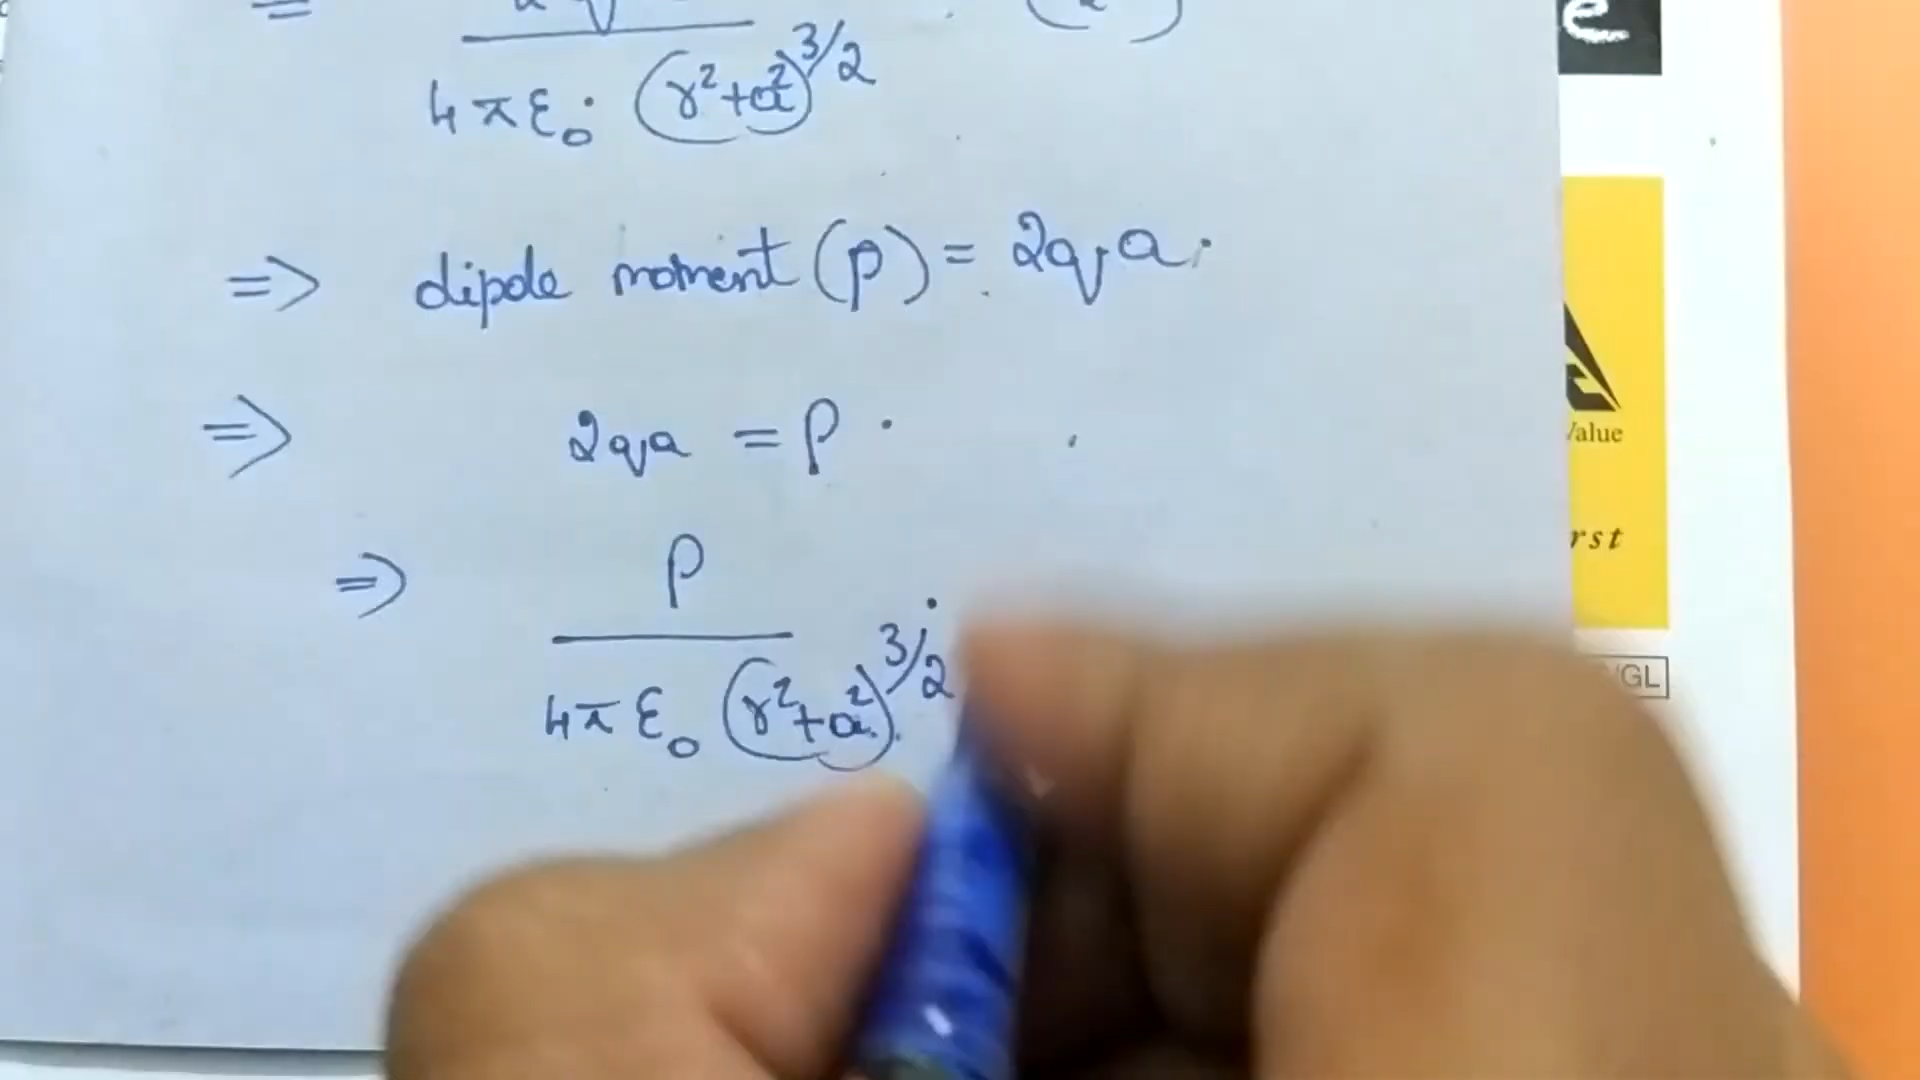 e
4πε₀ (r²+a²)^3/2
=> dipole moment (p) = 2qa.
=> 2qa = p
=> p
4πε₀ (r²+a²)^3/2
Value
rst
/GL